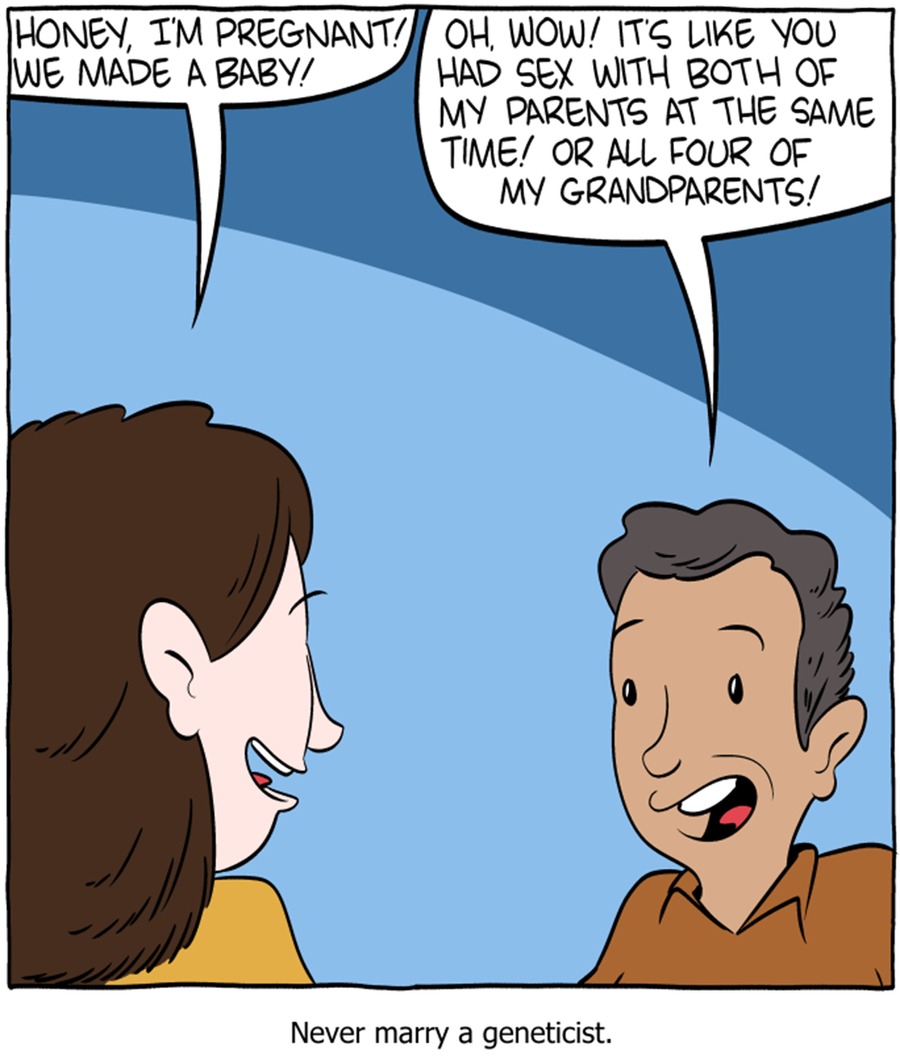 HONEY, I'M PREGNANT!
WE MADE A BABY!
OH, WOW! IT'S LIKE YOU
HAD SEX WITH BOTH OF
MY PARENTS AT THE SAME
TIME! OR ALL FOUR OF
MY GRANDPARENTS!
Never marry a geneticist.